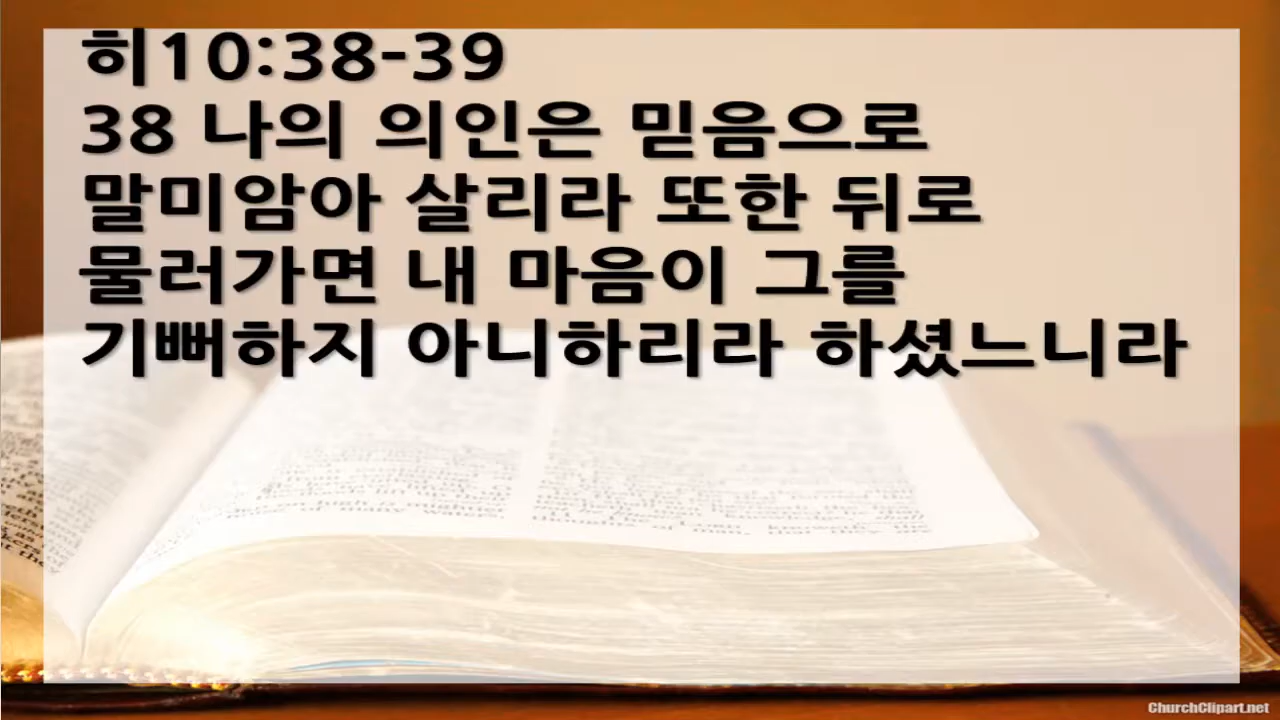 히10:38-39
38 나의 의인은 믿음으로
말미암아 살리라 또한 뒤로
물러가면 내 마음이 그를
기뻐하지 아니하리라 하셨느니라
ChurchClipart.net